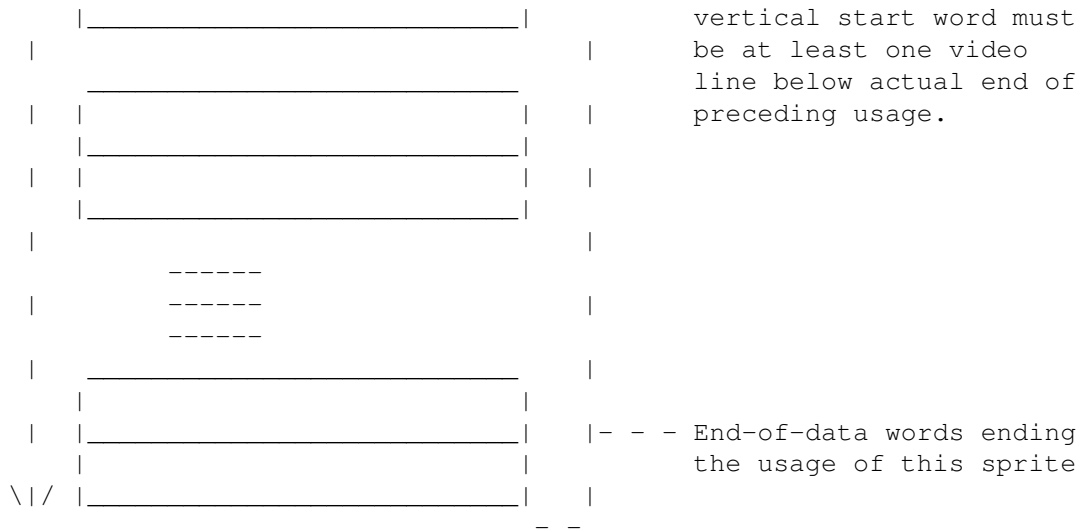 vertical start word must
be at least one video
line below actual end of
preceding usage.
End-of-data words ending
the usage of this sprite